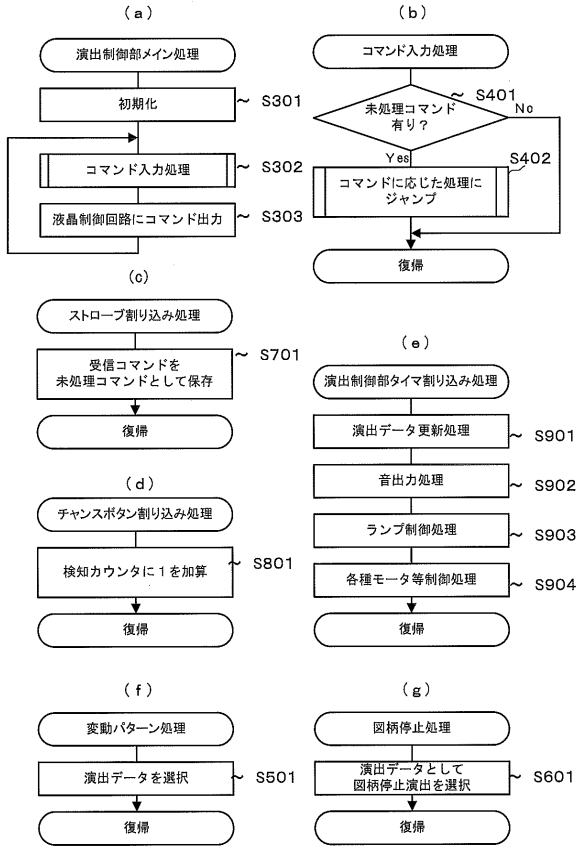 (a)
演出制御部メイン処理
初期化
S301
コマンド入力処理
S302
液晶制御回路にコマンド出力
S303
(b)
コマンド入力処理
S401
未処理コマンド
有り?
No
Yes
S402
コマンドに応じた処理に
ジャンプ
復帰
(c)
ストローブ割り込み処理
受信コマンドを
未処理コマンドとして保存
S701
復帰
(d)
チャンスボタン割り込み処理
検知カウンタに1を加算
S801
復帰
(e)
演出制御部タイマ割り込み処理
演出データ更新処理
S901
音出力処理
S902
ランプ制御処理
S903
各種モータ等制御処理
S904
復帰
(f)
変動パターン処理
演出データを選択
S501
復帰
(g)
図柄停止処理
演出データとして
図柄停止演出を選択
S601
復帰